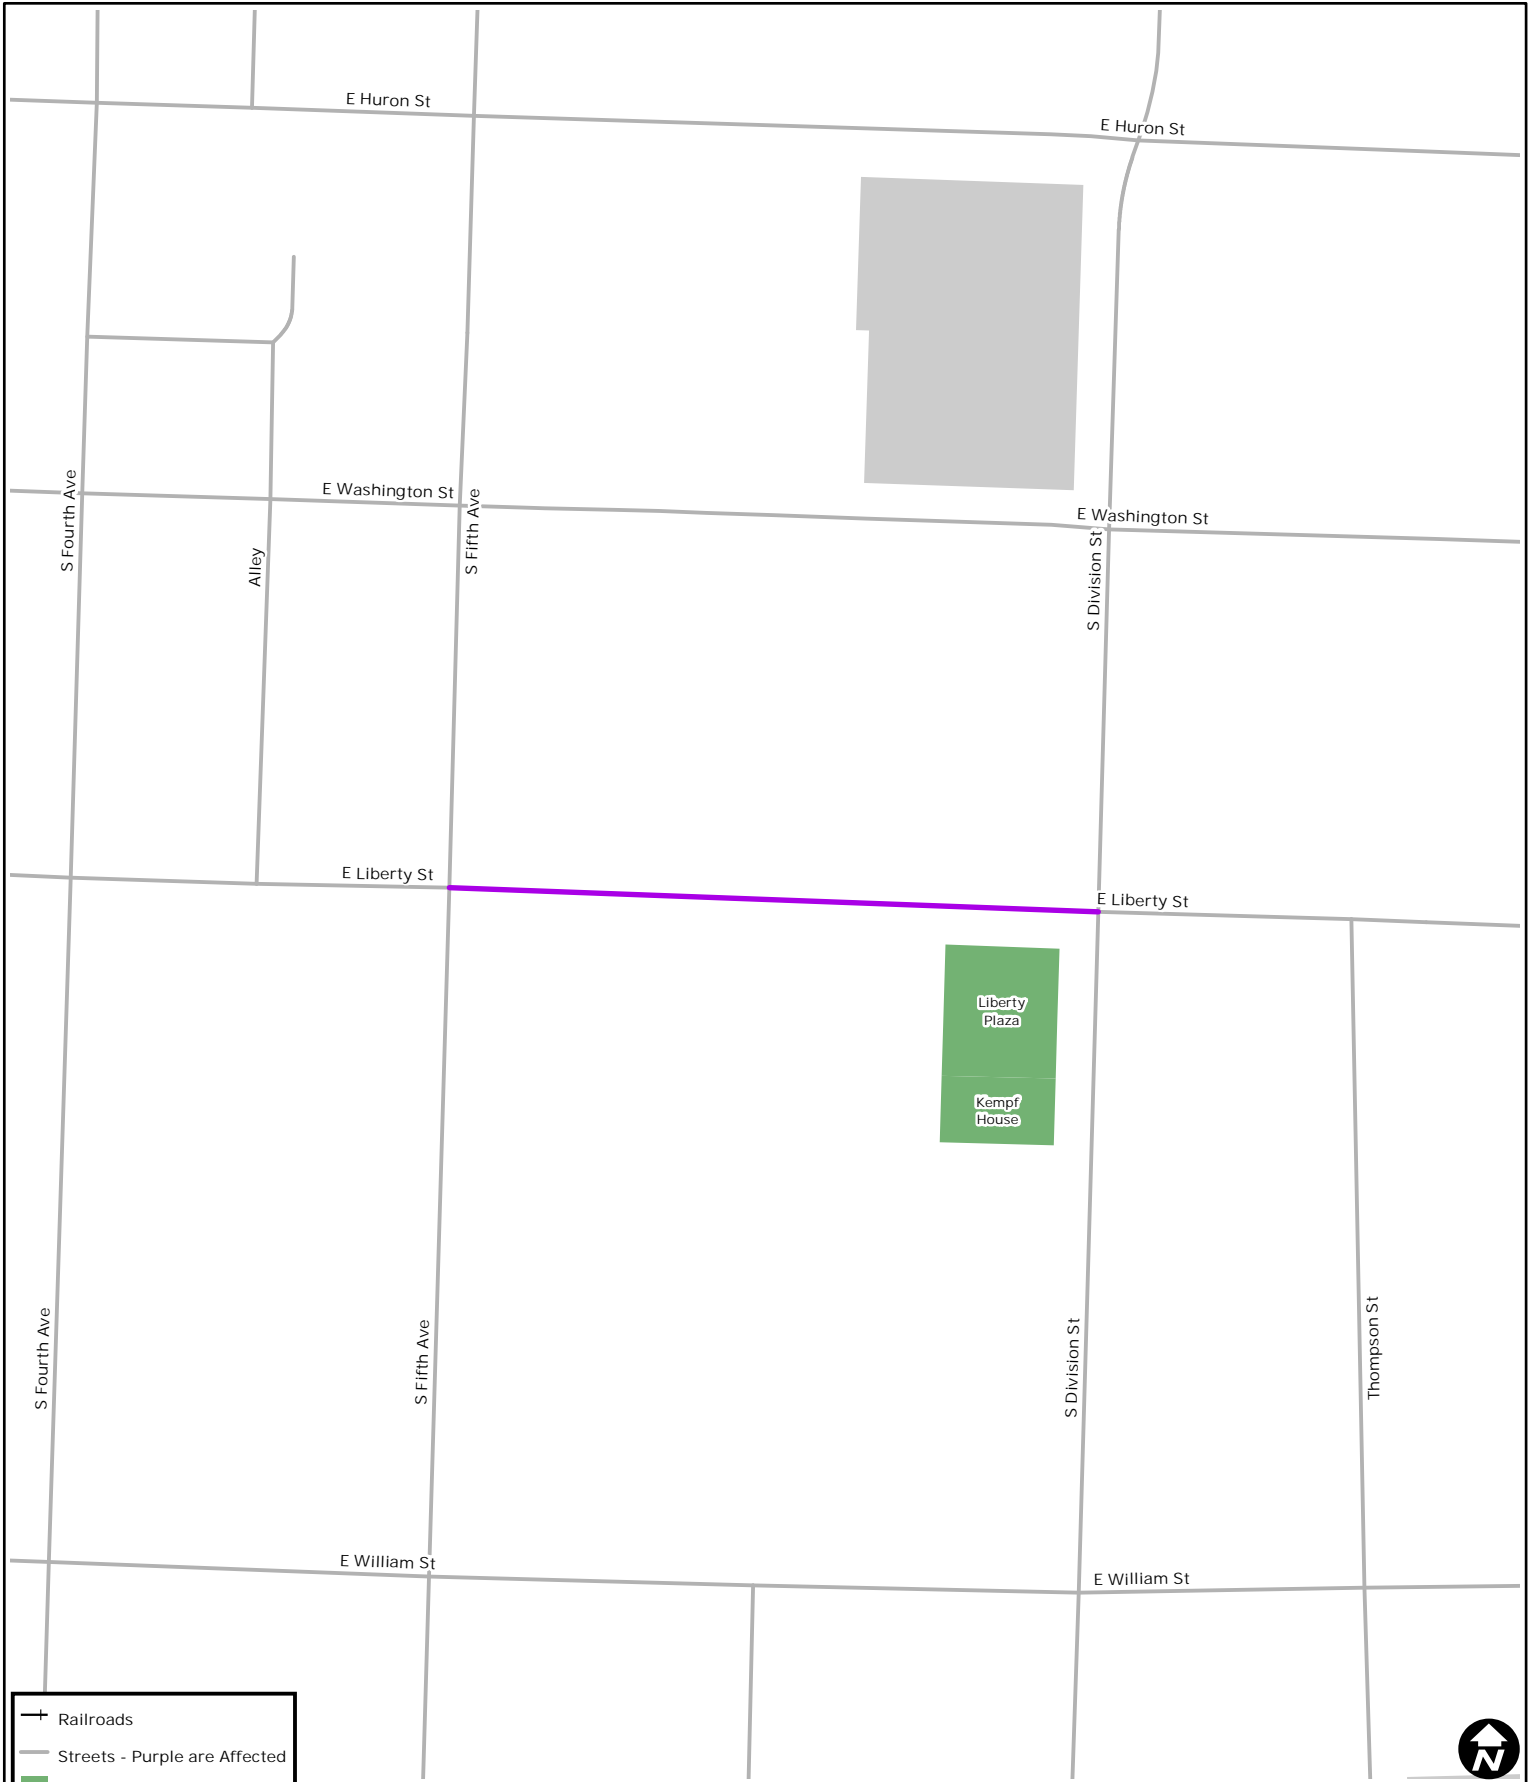 E Huron St
E Huron St
S Fourth Ave
E Washington St
S Fifth Ave
E Washington St
Alley
S Division St
E Liberty St
E Liberty St
Liberty
Plaza
Kempf
House
S Fourth Ave
S Fifth Ave
S Division St
Thompson St
E William St
E William St
Railroads
Streets - Purple are Affected
N